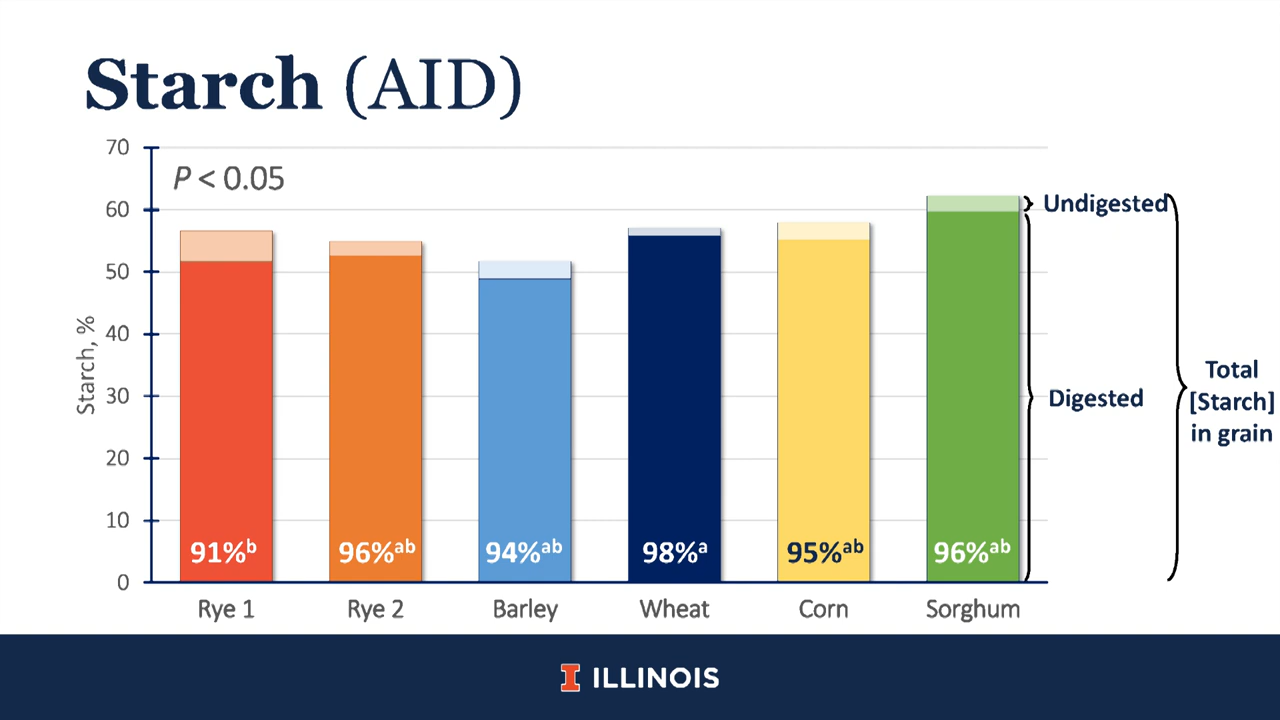 Starch (AID)
P < 0.05
Starch, %
70
60
50
40
30
20
10
0
91%ᵇ
96%ᵃᵇ
94%ᵃᵇ
98%ᵃ
95%ᵃᵇ
96%ᵃᵇ
Rye 1
Rye 2
Barley
Wheat
Corn
Sorghum
Undigested
Digested
Total
[Starch]
in grain
I ILLINOIS